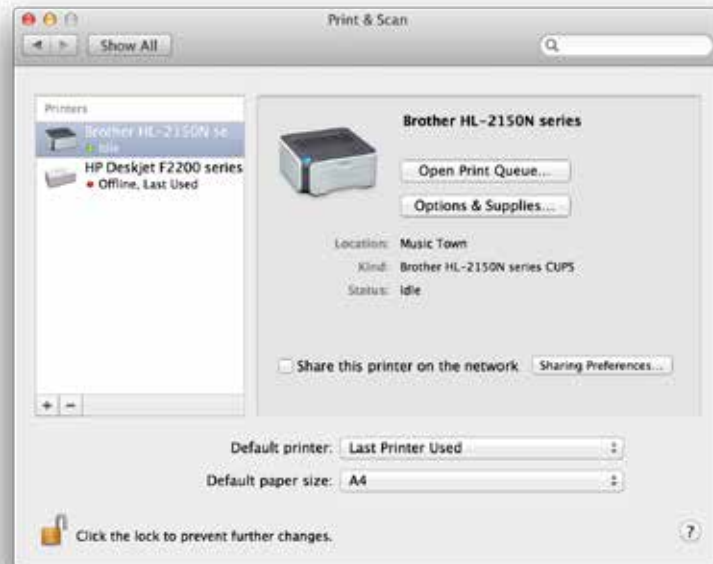 Print & Scan
Show All
Printers
Brother HL-2150N se
Idle
HP Deskjet F2200 series
Offline, Last Used
+ -
Brother HL-2150N series
Open Print Queue...
Options & Supplies...
Location: Music Town
Kind: Brother HL-2150N series CUPS
Status: Idle
Share this printer on the network Sharing Preferences...
Default printer: Last Printer Used
Default paper size: A4
Click the lock to prevent further changes.
?